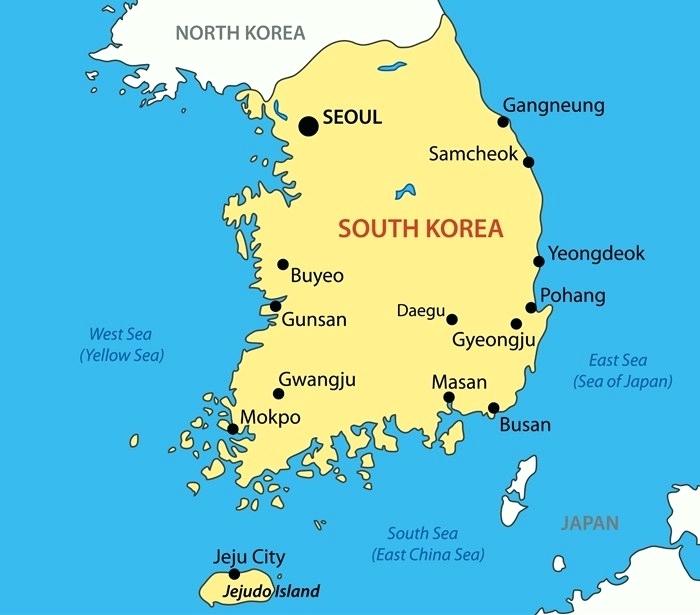 NORTH KOREA
Gangneung
SEOUL
Samcheok
SOUTH KOREA
Yeongdeok
Buyeo
Pohang
Daegu
Gunsan
Gyeongju
West Sea
(Yellow Sea)
East Sea
(Sea of Japan)
Gwangju
Masan
Mokpo
Busan
JAPAN
South Sea
(East China Sea)
Jeju City
Jejudo Island